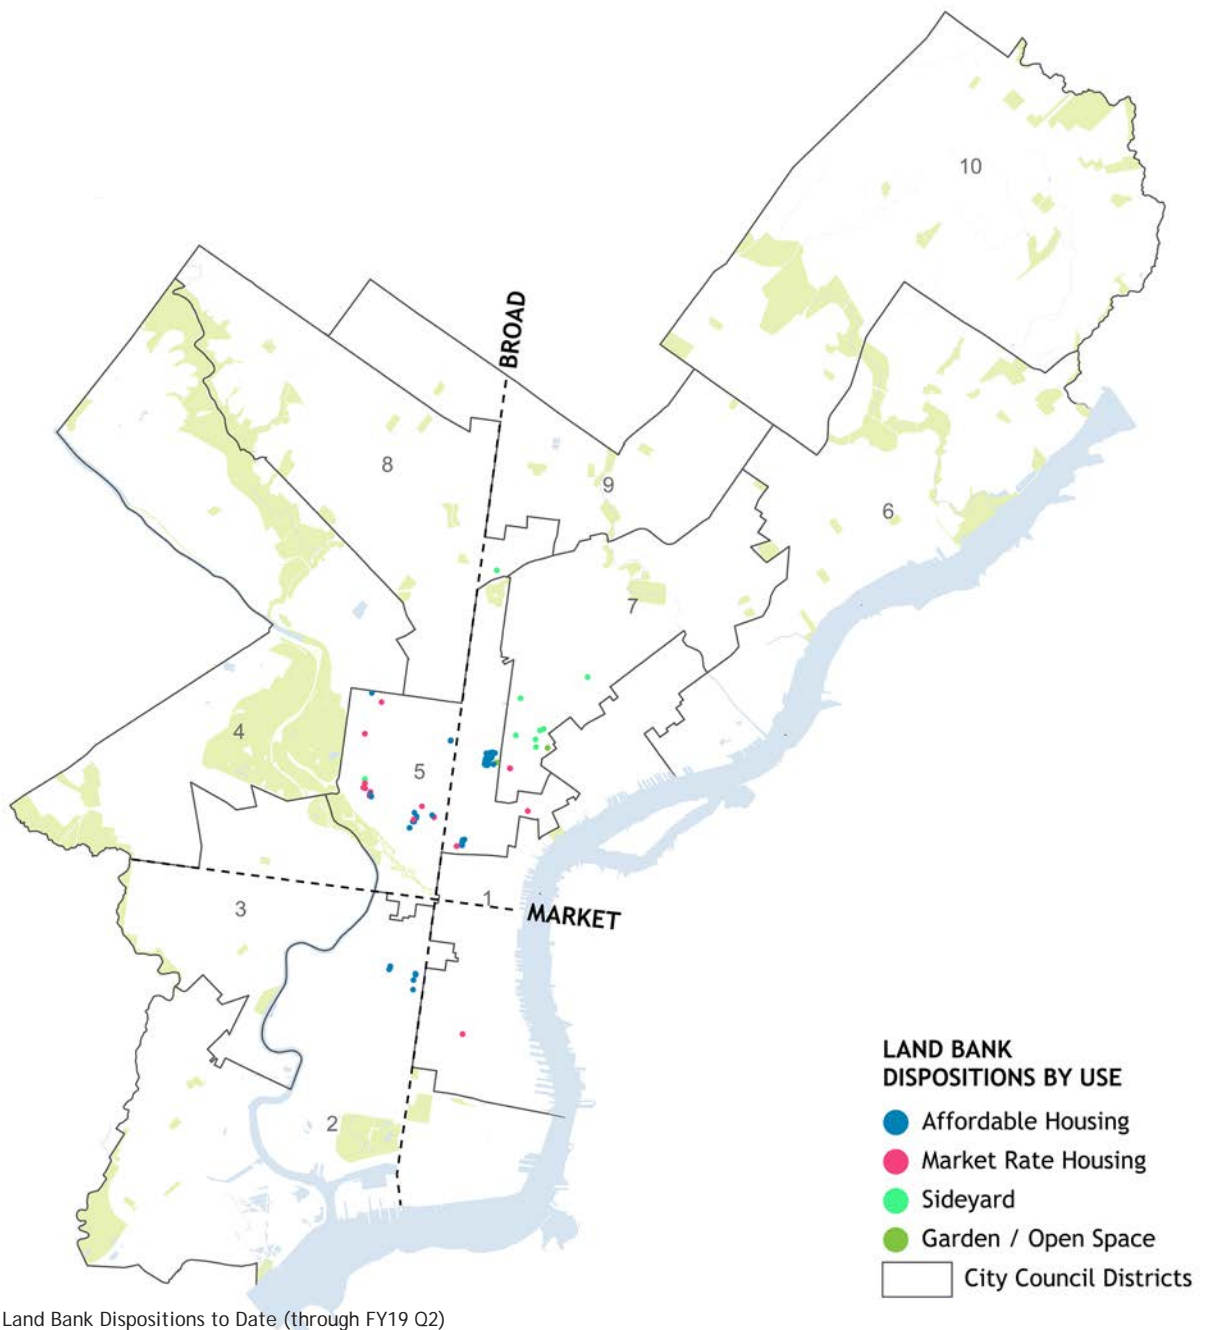 10
BROAD
8
9
6
7
4
5
1
MARKET
3
2
LAND BANK
DISPOSITIONS BY USE
Affordable Housing
Market Rate Housing
Sideyard
Garden / Open Space
City Council Districts
Land Bank Dispositions to Date (through FY19 Q2)